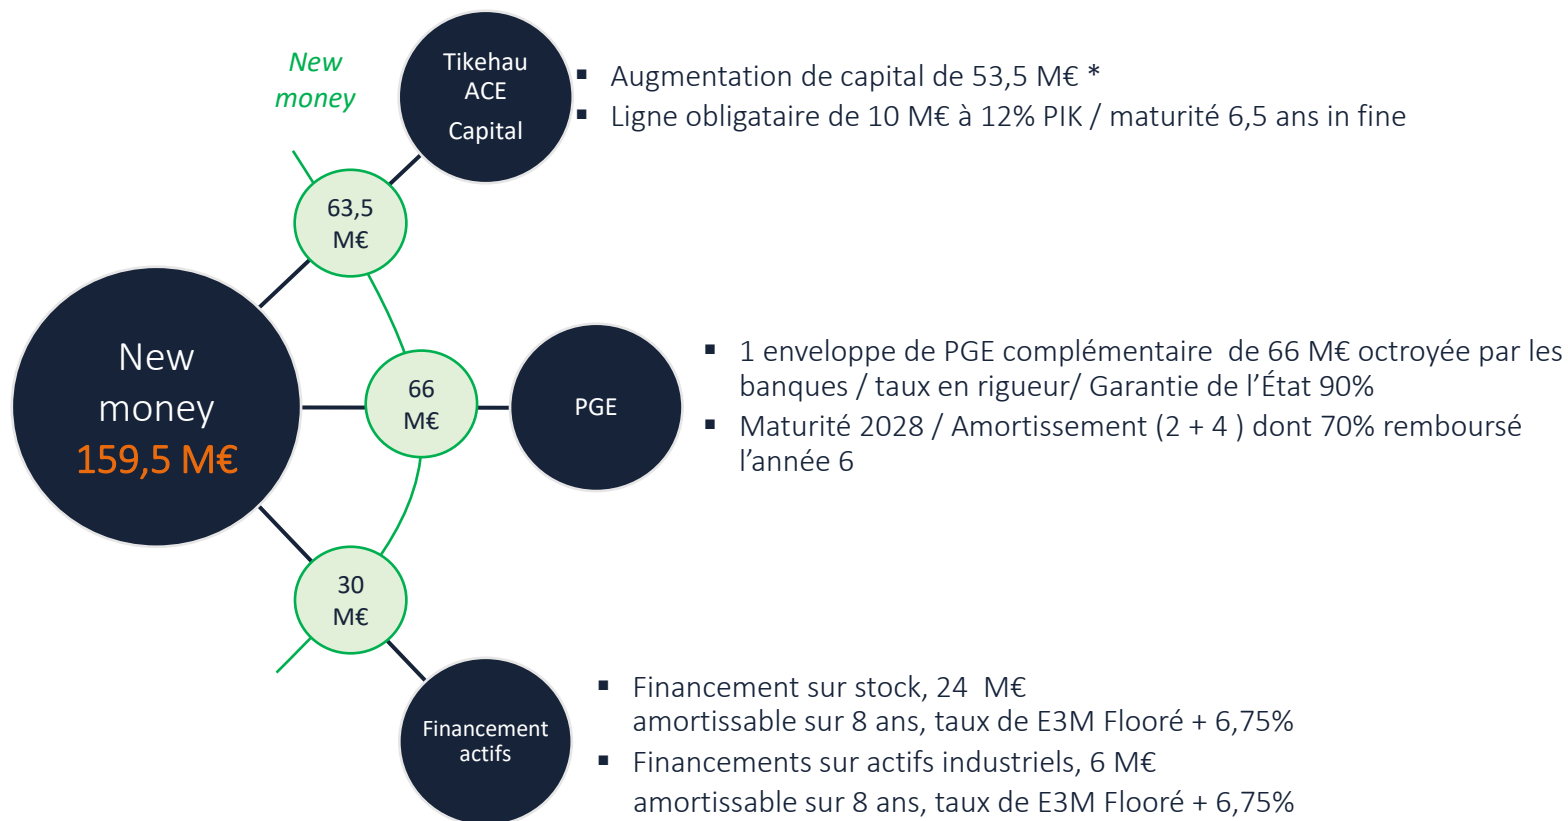 New
money
Tikehau
ACE
Capital
▪ Augmentation de capital de 53,5 M€ *
▪ Ligne obligataire de 10 M€ à 12% PIK / maturité 6,5 ans in fine
63,5
M€
New
money
159,5 M€
66
M€
PGE
▪ 1 enveloppe de PGE complémentaire  de 66 M€ octroyée par les
banques / taux en rigueur/ Garantie de l’État 90%
▪ Maturité 2028 / Amortissement (2 + 4 ) dont 70% remboursé
l’année 6
30
M€
Financement
actifs
▪ Financement sur stock, 24  M€
amortissable sur 8 ans, taux de E3M Flooré + 6,75%
▪ Financements sur actifs industriels, 6 M€
amortissable sur 8 ans, taux de E3M Flooré + 6,75%